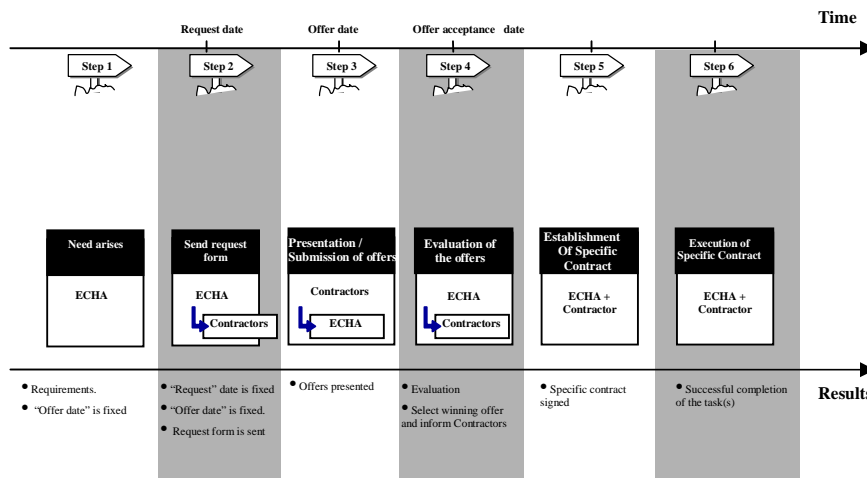 Time
Request date
Offer date
Offer acceptance date
Step 1
Step 2
Step 3
Step 4
Step 5
Step 6
Need arises
ECHA
Send request
form
ECHA
Contractors
Presentation /
Submission of offers
Contractors
ECHA
Evaluation of
the offers
ECHA
Contractors
Establishment
Of Specific
Contract
ECHA +
Contractor
Execution of
Specific Contract
ECHA +
Contractor
Results
• Requirements.
• “Offer date” is fixed
• “Request” date is fixed
• “Offer date” is fixed.
• Request form is sent
• Offers presented
• Evaluation
• Select winning offer
and inform Contractors
• Specific contract
signed
• Successful completion
of the task(s)